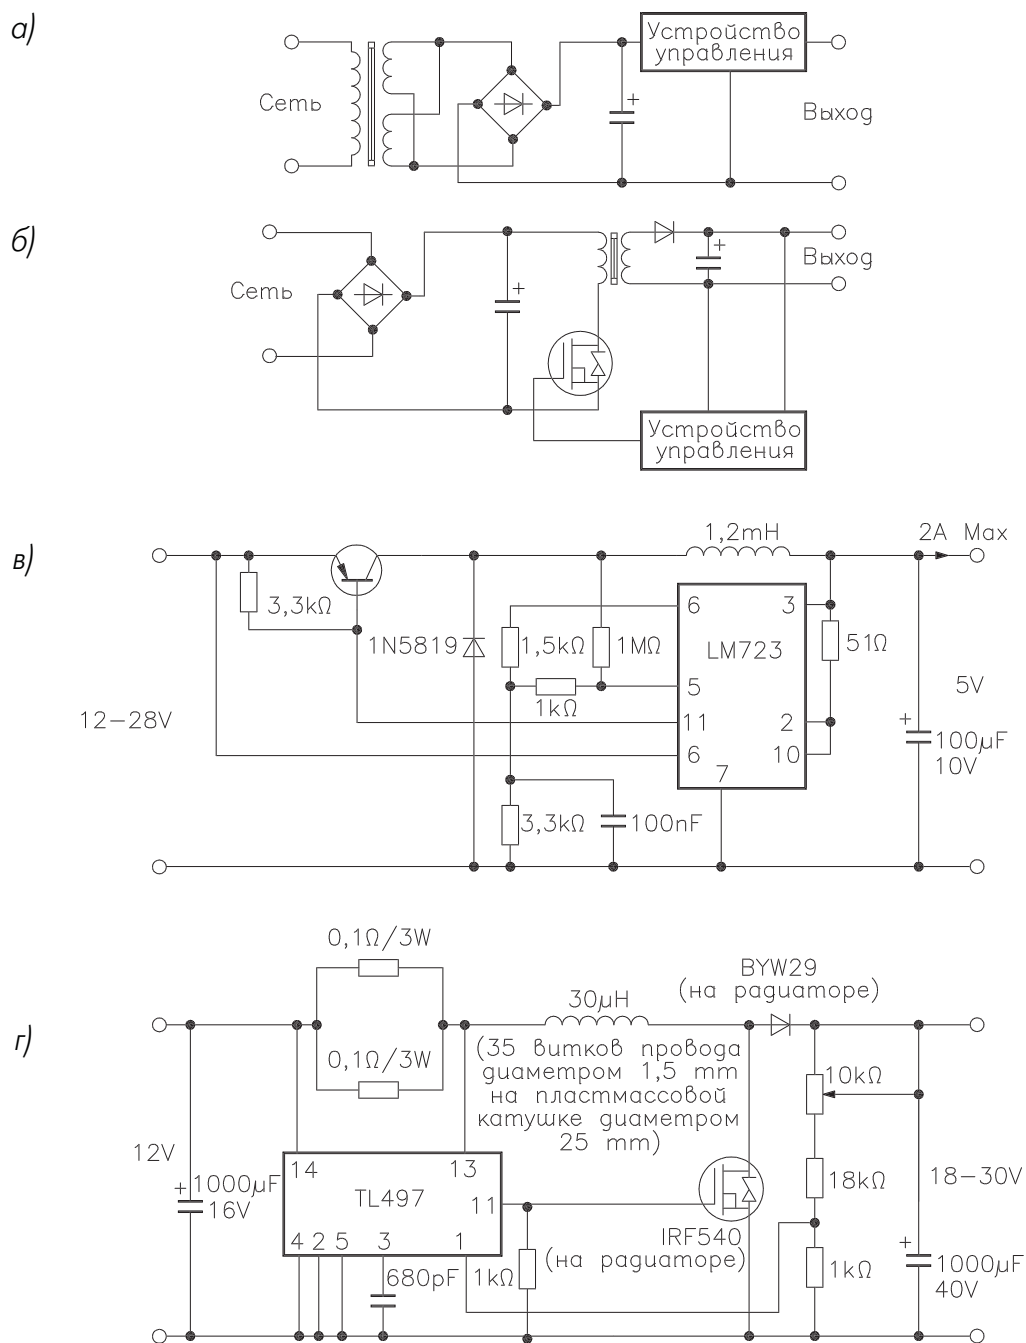 а)
Сеть
Устройство
управления
Выход
б)
Сеть
Выход
Устройство
управления
в)
1,2mH
2A Max
3,3kΩ
1N5819
1,5kΩ
1MΩ
1kΩ
6
5
11
6
7
LM723
3
2
10
51Ω
5V
12–28V
100μF
10V
3,3kΩ
100nF
г)
0,1Ω/3W
0,1Ω/3W
30μH
(35 витков провода
диаметром 1,5 mm
на пластмассовой
катушке диаметром
25 mm)
BYW29
(на радиаторе)
10kΩ
12V
1000μF
16V
14
13
TL497
11
4 2 5 3 1
680pF
1kΩ
IRF540
(на радиаторе)
18kΩ
1kΩ
18–30V
1000μF
40V